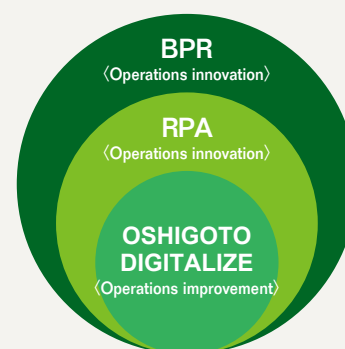 BPR
〈Operations innovation〉
RPA
〈Operations innovation〉
OSHIGOTO
DIGITALIZE
〈Operations improvement〉